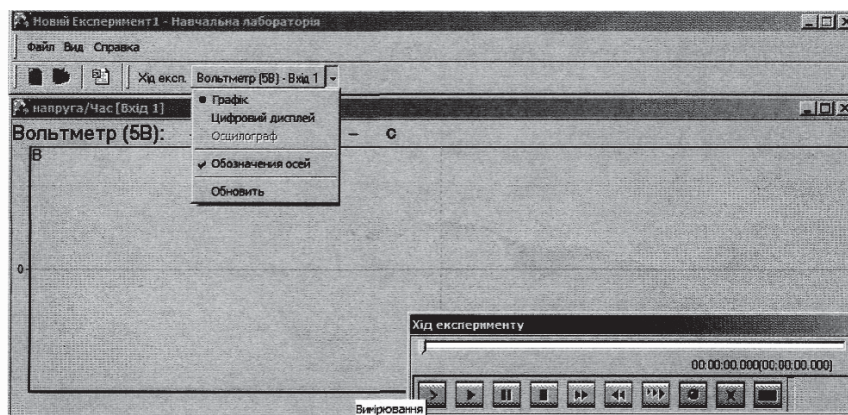 Новий Експеримент1 - Навчальна лабораторія
Файл Вид Справка
Хід експ. Вольтметр (5В) - Вхід 1
напруга/Час [Вхід 1]
Графік
Цифровий дисплей
Осцилограф
Обозначения осей
Обновить
Вольтметр (5В): - - с
В
0
Хід експерименту
00:00:00.000(00:00:00.000)
Вимірювання